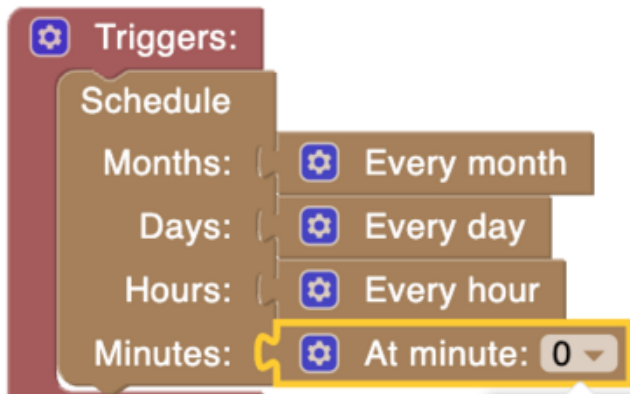 Triggers:
Schedule
Months: Every month
Days: Every day
Hours: Every hour
Minutes: At minute: 0